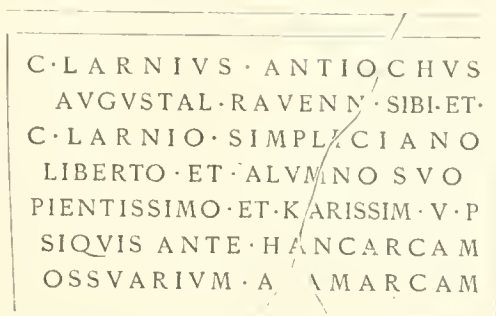 C·LARNIVS·ANTIOCHVS
AVGVSTAL·RAVENN·SIBI·ET·
C·LARNIO·SIMPLICIANO
LIBERTO·ET·ALVMNO SVO
PIENTISSIMO·ET·KARISSIM·V·P
SIQVIS ANTE·HANCARCAM
OSSVARIVM·A AMARCAM